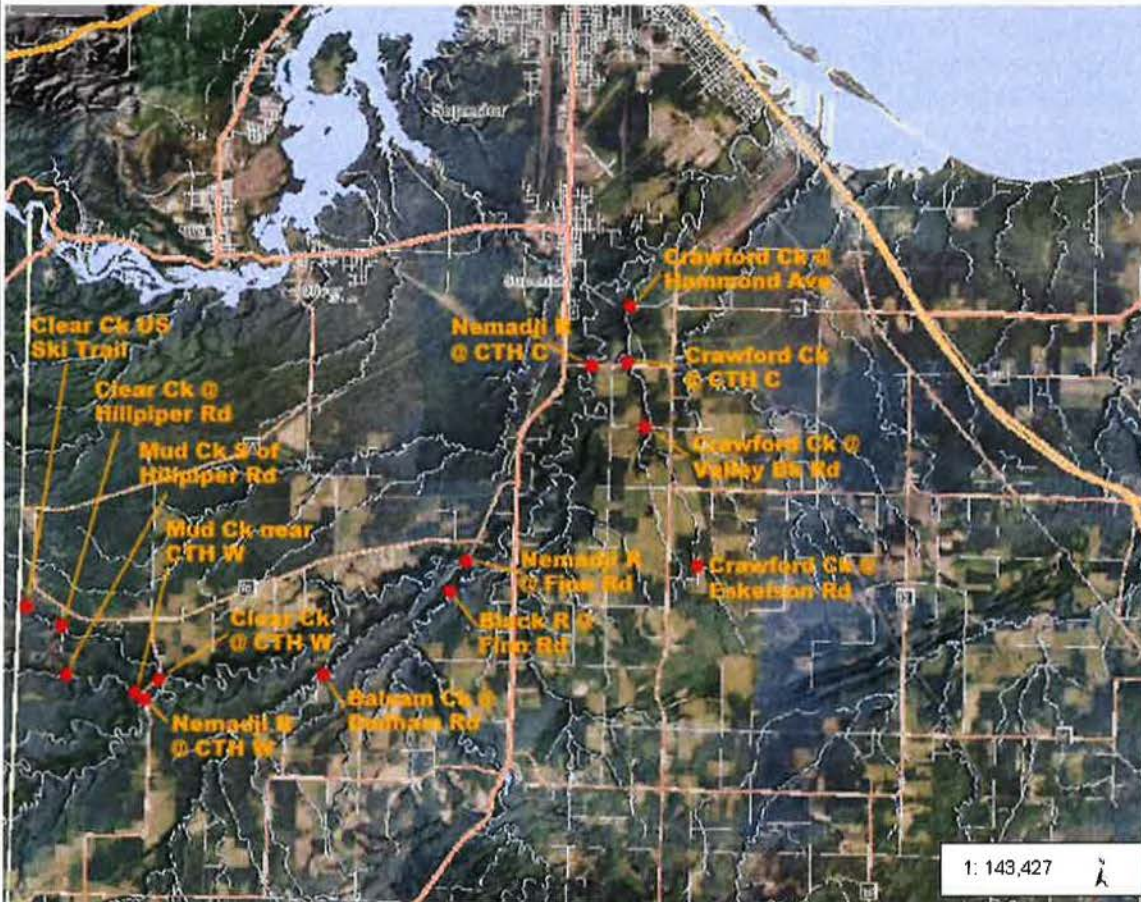 Superior
Crawford Ck @
Hammond Ave
Clear Ck US
Ski Trail
Nemadji R
@ CTH C
Crawford Ck
@ CTH C
Clear Ck @
Hillpiper Rd
Mud Ck S of
Hillpiper Rd
Crawford Ck @
Valley Bk Rd
Mud Ck near
CTH W
Nemadji R
@ Finn Rd
Crawford Ck @
Eskelson Rd
Clear Ck
@ CTH W
Black R @
Finn Rd
Balsam Ck @
Dedham Rd
Nemadji R
@ CTH W
1: 143,427